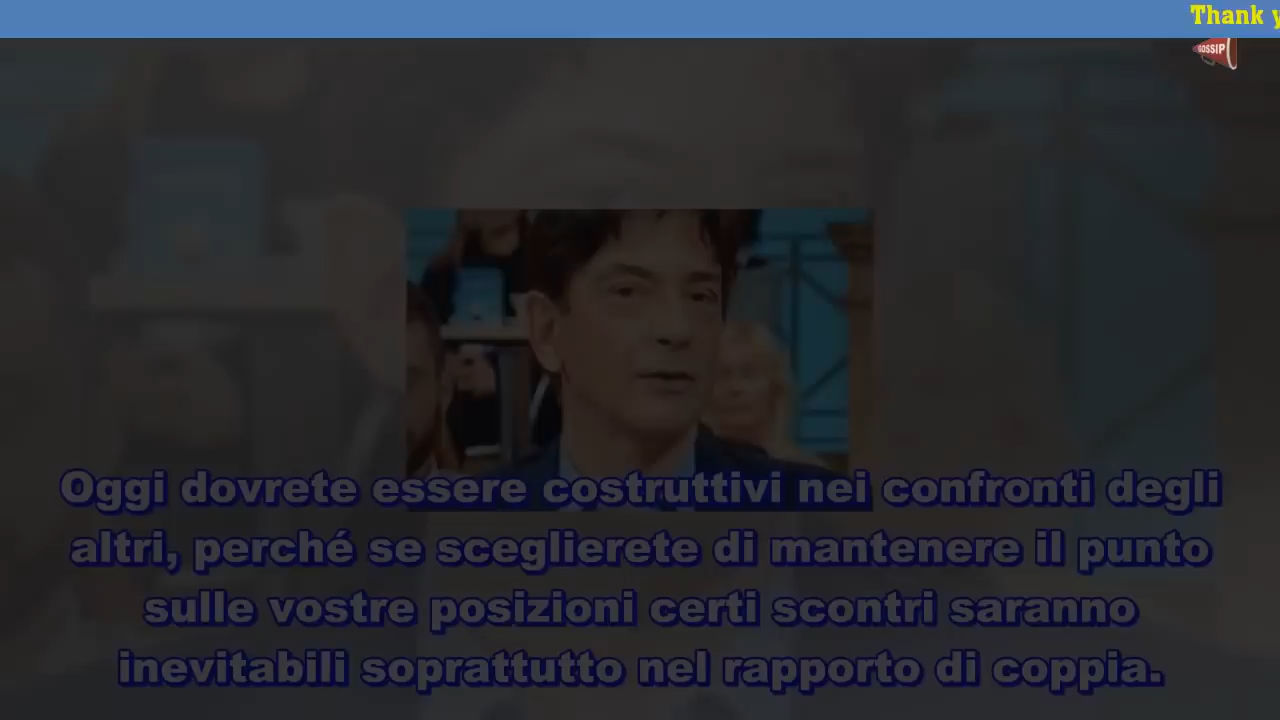 Thank y
GOSSIP
Oggi dovrete essere costruttivi nei confronti degli
altri, perché se sceglierete di mantenere il punto
sulle vostre posizioni certi scontri saranno
inevitabili soprattutto nel rapporto di coppia.